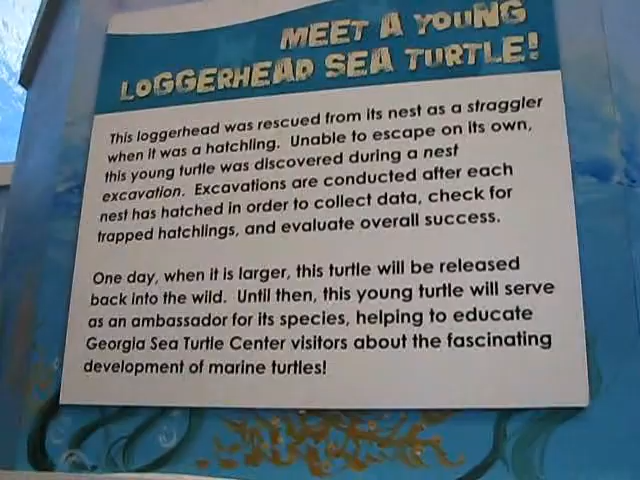 MEET A YOUNG
LOGGERHEAD SEA TURTLE!
This loggerhead was rescued from its nest as a straggler
when it was a hatchling. Unable to escape on its own,
this young turtle was discovered during a nest
excavation. Excavations are conducted after each
nest has hatched in order to collect data, check for
trapped hatchlings, and evaluate overall success.
One day, when it is larger, this turtle will be released
back into the wild. Until then, this young turtle will serve
as an ambassador for its species, helping to educate
Georgia Sea Turtle Center visitors about the fascinating
development of marine turtles!